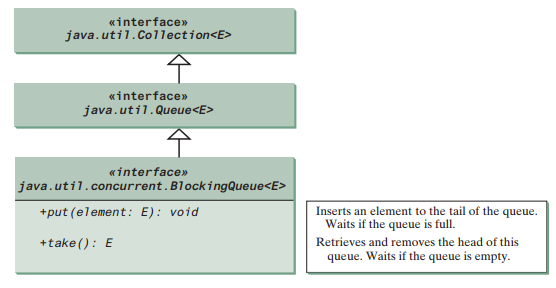 «interface»
java.util.Collection<E>
«interface»
java.util.Queue<E>
«interface»
java.util.concurrent.BlockingQueue<E>
+put(element: E): void
+take(): E
Inserts an element to the tail of the queue.
Waits if the queue is full.
Retrieves and removes the head of this
queue. Waits if the queue is empty.